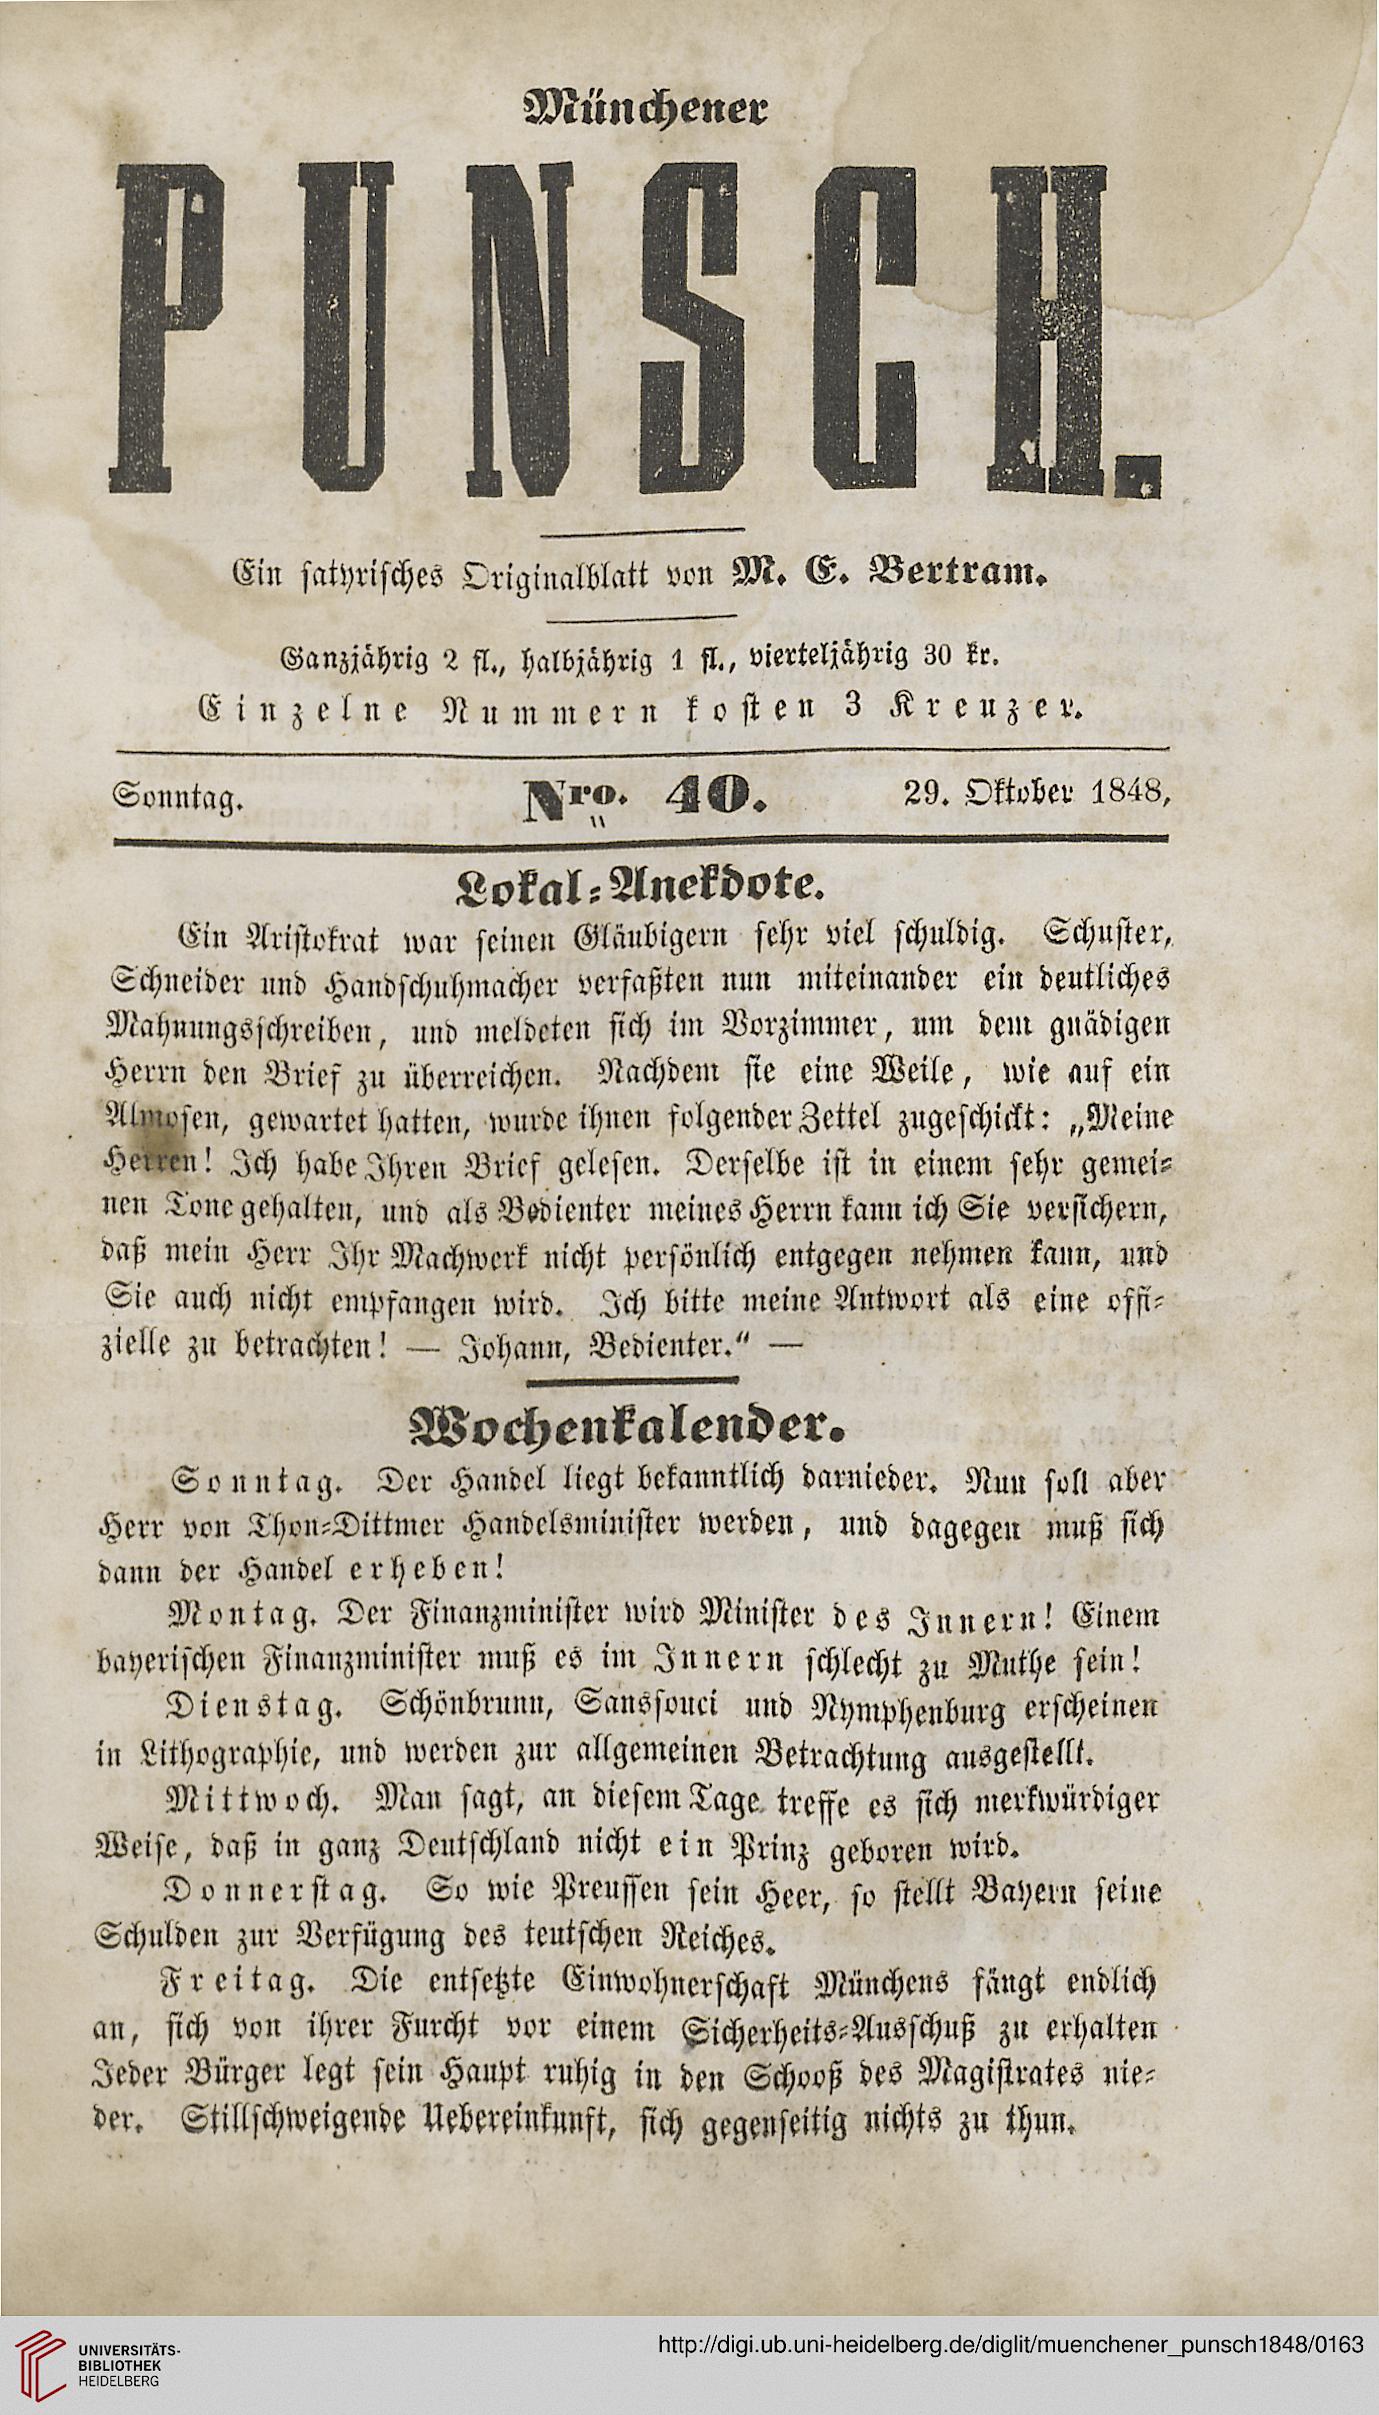 Münchener
PUNSCH.
Ein satyrisches Originalblatt von M. E. Bertram.
Ganzjährig 2 fl., halbjährig 1 fl., vierteljährig 30 kr.
Einzelne Nummern kosten 3 Kreuzer.
Sonntag. Nro. 40. 29. Oktober 1848.
Lokal-Anekdote.
Ein Aristokrat war seinen Gläubigern sehr viel schuldig. Schuster,
Schneider und Handschuhmacher verfaßten nun miteinander ein deutliches
Mahnungsschreiben, und meldeten sich im Vorzimmer, um dem gnädigen
Herrn den Brief zu überreichen. Nachdem sie eine Weile, wie auf ein
Almosen, gewartet hatten, wurde ihnen folgender Zettel zugeschickt: „Meine
Herren! Ich habe Ihren Brief gelesen. Derselbe ist in einem sehr gemei-
nen Tone gehalten, und als Bedienter meines Herrn kann ich Sie versichern,
daß mein Herr Ihr Machwerk nicht persönlich entgegen nehmen kann, und
Sie auch nicht empfangen wird. Ich bitte meine Antwort als eine offi-
zielle zu betrachten! — Johann, Bedienter.“ —
Wochenkalender.
Sonntag. Der Handel liegt bekanntlich darnieder. Nun soll aber
Herr von Thon-Dittmer Handelsminister werden, und dagegen muß sich
dann der Handel erheben!
Montag. Der Finanzminister wird Minister des Innern! Einem
bayerischen Finanzminister muß es im Innern schlecht zu Muthe sein!
Dienstag. Schönbrunn, Sanssouci und Nymphenburg erscheinen
in Lithographie, und werden zur allgemeinen Betrachtung ausgestellt.
Mittwoch. Man sagt, an diesem Tage treffe es sich merkwürdiger
Weise, daß in ganz Deutschland nicht ein Prinz geboren wird.
Donnerstag. So wie Preussen sein Heer, so stellt Bayern seine
Schulden zur Verfügung des teutschen Reiches.
Freitag. Die entsetzte Einwohnerschaft Münchens fängt endlich
an, sich von ihrer Furcht vor einem Sicherheits-Ausschuß zu erhalten
Jeder Bürger legt sein Haupt ruhig in den Schooß des Magistrates nie-
der. Stillschweigende Uebereinkunft, sich gegenseitig nichts zu thun.
UNIVERSITÄTS-
BIBLIOTHEK
HEIDELBERG
http://digi.ub.uni-heidelberg.de/diglit/muenchener_punsch1848/0163